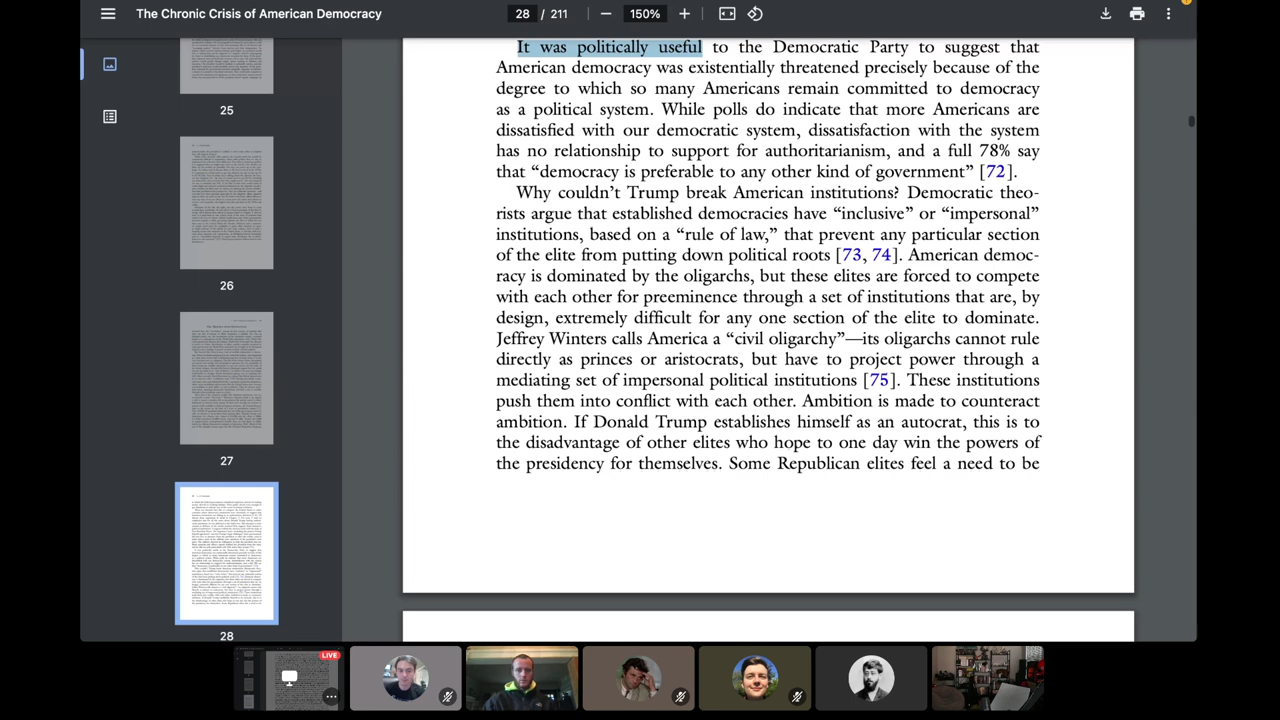 The Chronic Crisis of American Democracy
28 / 211
150%
It was politically useful to the Democratic Party to suggest that
American democracy was existentially threatened precisely because of the
degree to which so many Americans remain committed to democracy
as a political system. While polls do indicate that more Americans are
dissatisfied with our democratic system, dissatisfaction with the system
has no relationship to support for authoritarianism. In fact, a full 78% say
that “democracy is preferable to any other kind of government” [72].
Why couldn’t Trump break American institutions? Democratic theo-
rists argue that established democracies have “inclusive” or “impersonal”
institutions, based on a “rule of law,” that prevent any particular section
of the elite from putting down political roots [73, 74]. American democ-
racy is dominated by the oligarchs, but these elites are forced to compete
with each other for preeminence through a set of institutions that are, by
design, extremely difficult for any one section of the elite to dominate.
Jeffrey Winters calls it a “civil oligarchy”—its oligarchs cannot rule
directly as princes or autocrats, but have to project power through a
mediating set of impersonal political institutions [75]. These institutions
push them into conflict with each other. Ambition is made to counteract
ambition. If Donald Trump establishes himself as an autocrat, this is to
the disadvantage of other elites who hope to one day win the powers of
the presidency for themselves. Some Republican elites feel a need to be
25
26
27
28
LIVE